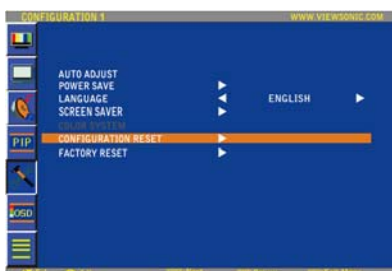 CONFIGURATION 1 WWW.VIEWSONIC.COM
AUTO ADJUST
POWER SAVE
LANGUAGE ENGLISH
SCREEN SAVER
COLOR SYSTEM
PIP CONFIGURATION RESET
FACTORY RESET
OSD